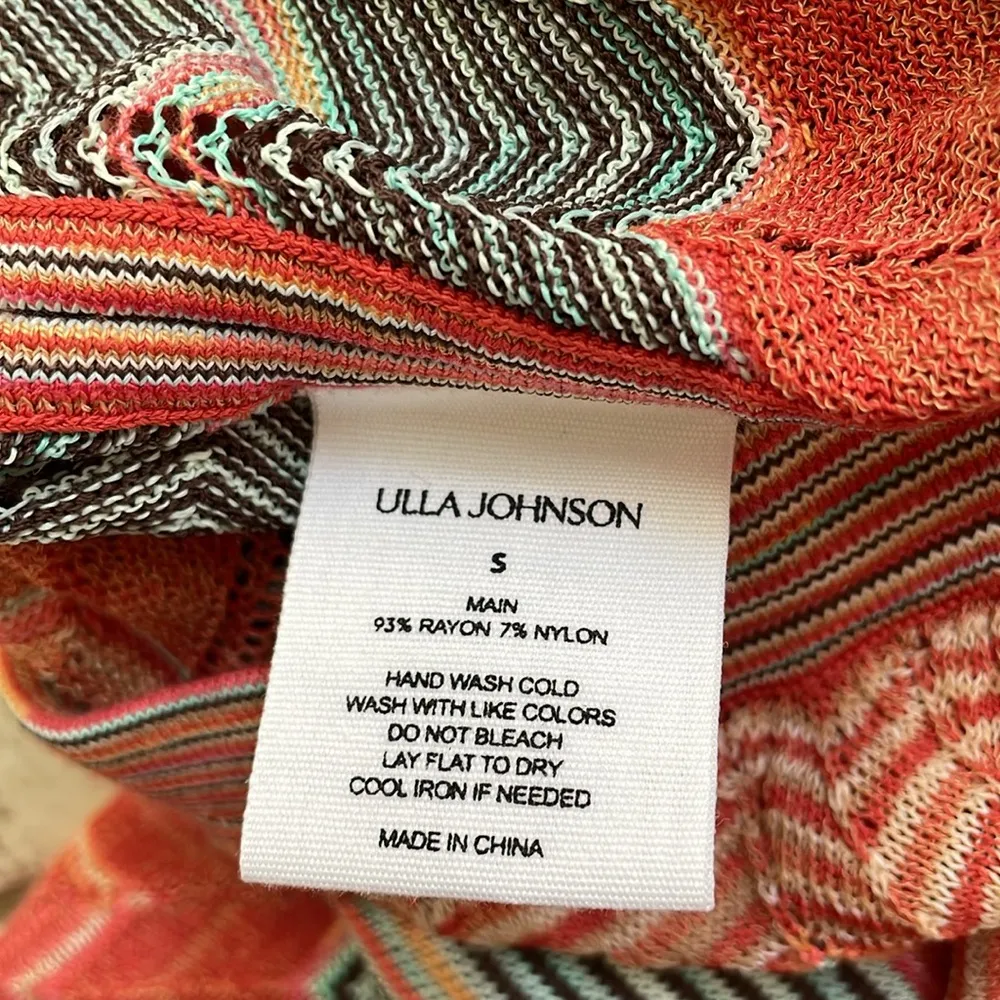 ULLA JOHNSON
S
MAIN
93% RAYON 7% NYLON
HAND WASH COLD
WASH WITH LIKE COLORS
DO NOT BLEACH
LAY FLAT TO DRY
COOL IRON IF NEEDED
MADE IN CHINA